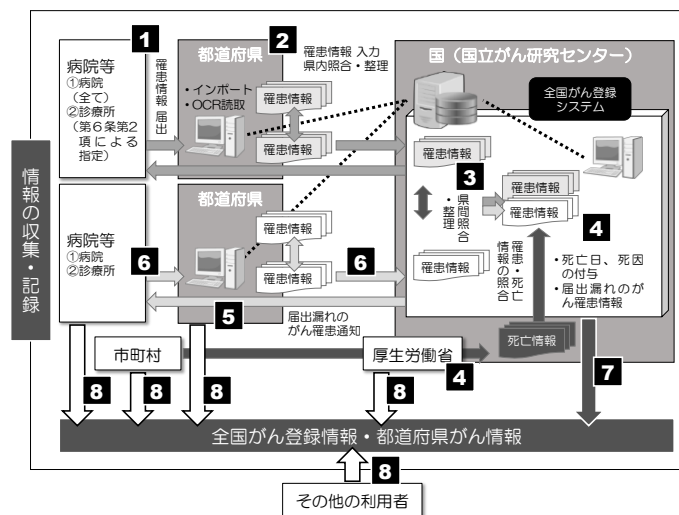 情報の収集・記録
1
病院等
①病院
(全て)
②診療所
(第6条第2
項による
指定)
罹患情報 届出
都道府県
2
・インポート
・OCR読取
罹患情報 入力
県内照合・整理
罹患情報
罹患情報
国（国立がん研究センター）
全国がん登録
システム
罹患情報
3
・県間照合
・整理
罹患情報
罹患情報
罹患情報
4
罹患・死亡
情報の照合
・死亡日、死因
の付与
・届出漏れのが
ん罹患情報
都道府県
病院等
①病院
②診療所
6
罹患情報
罹患情報
6
5
届出漏れの
がん罹患通知
市町村
厚生労働省
4
死亡情報
7
8
8
8
8
全国がん登録情報・都道府県がん情報
8
その他の利用者